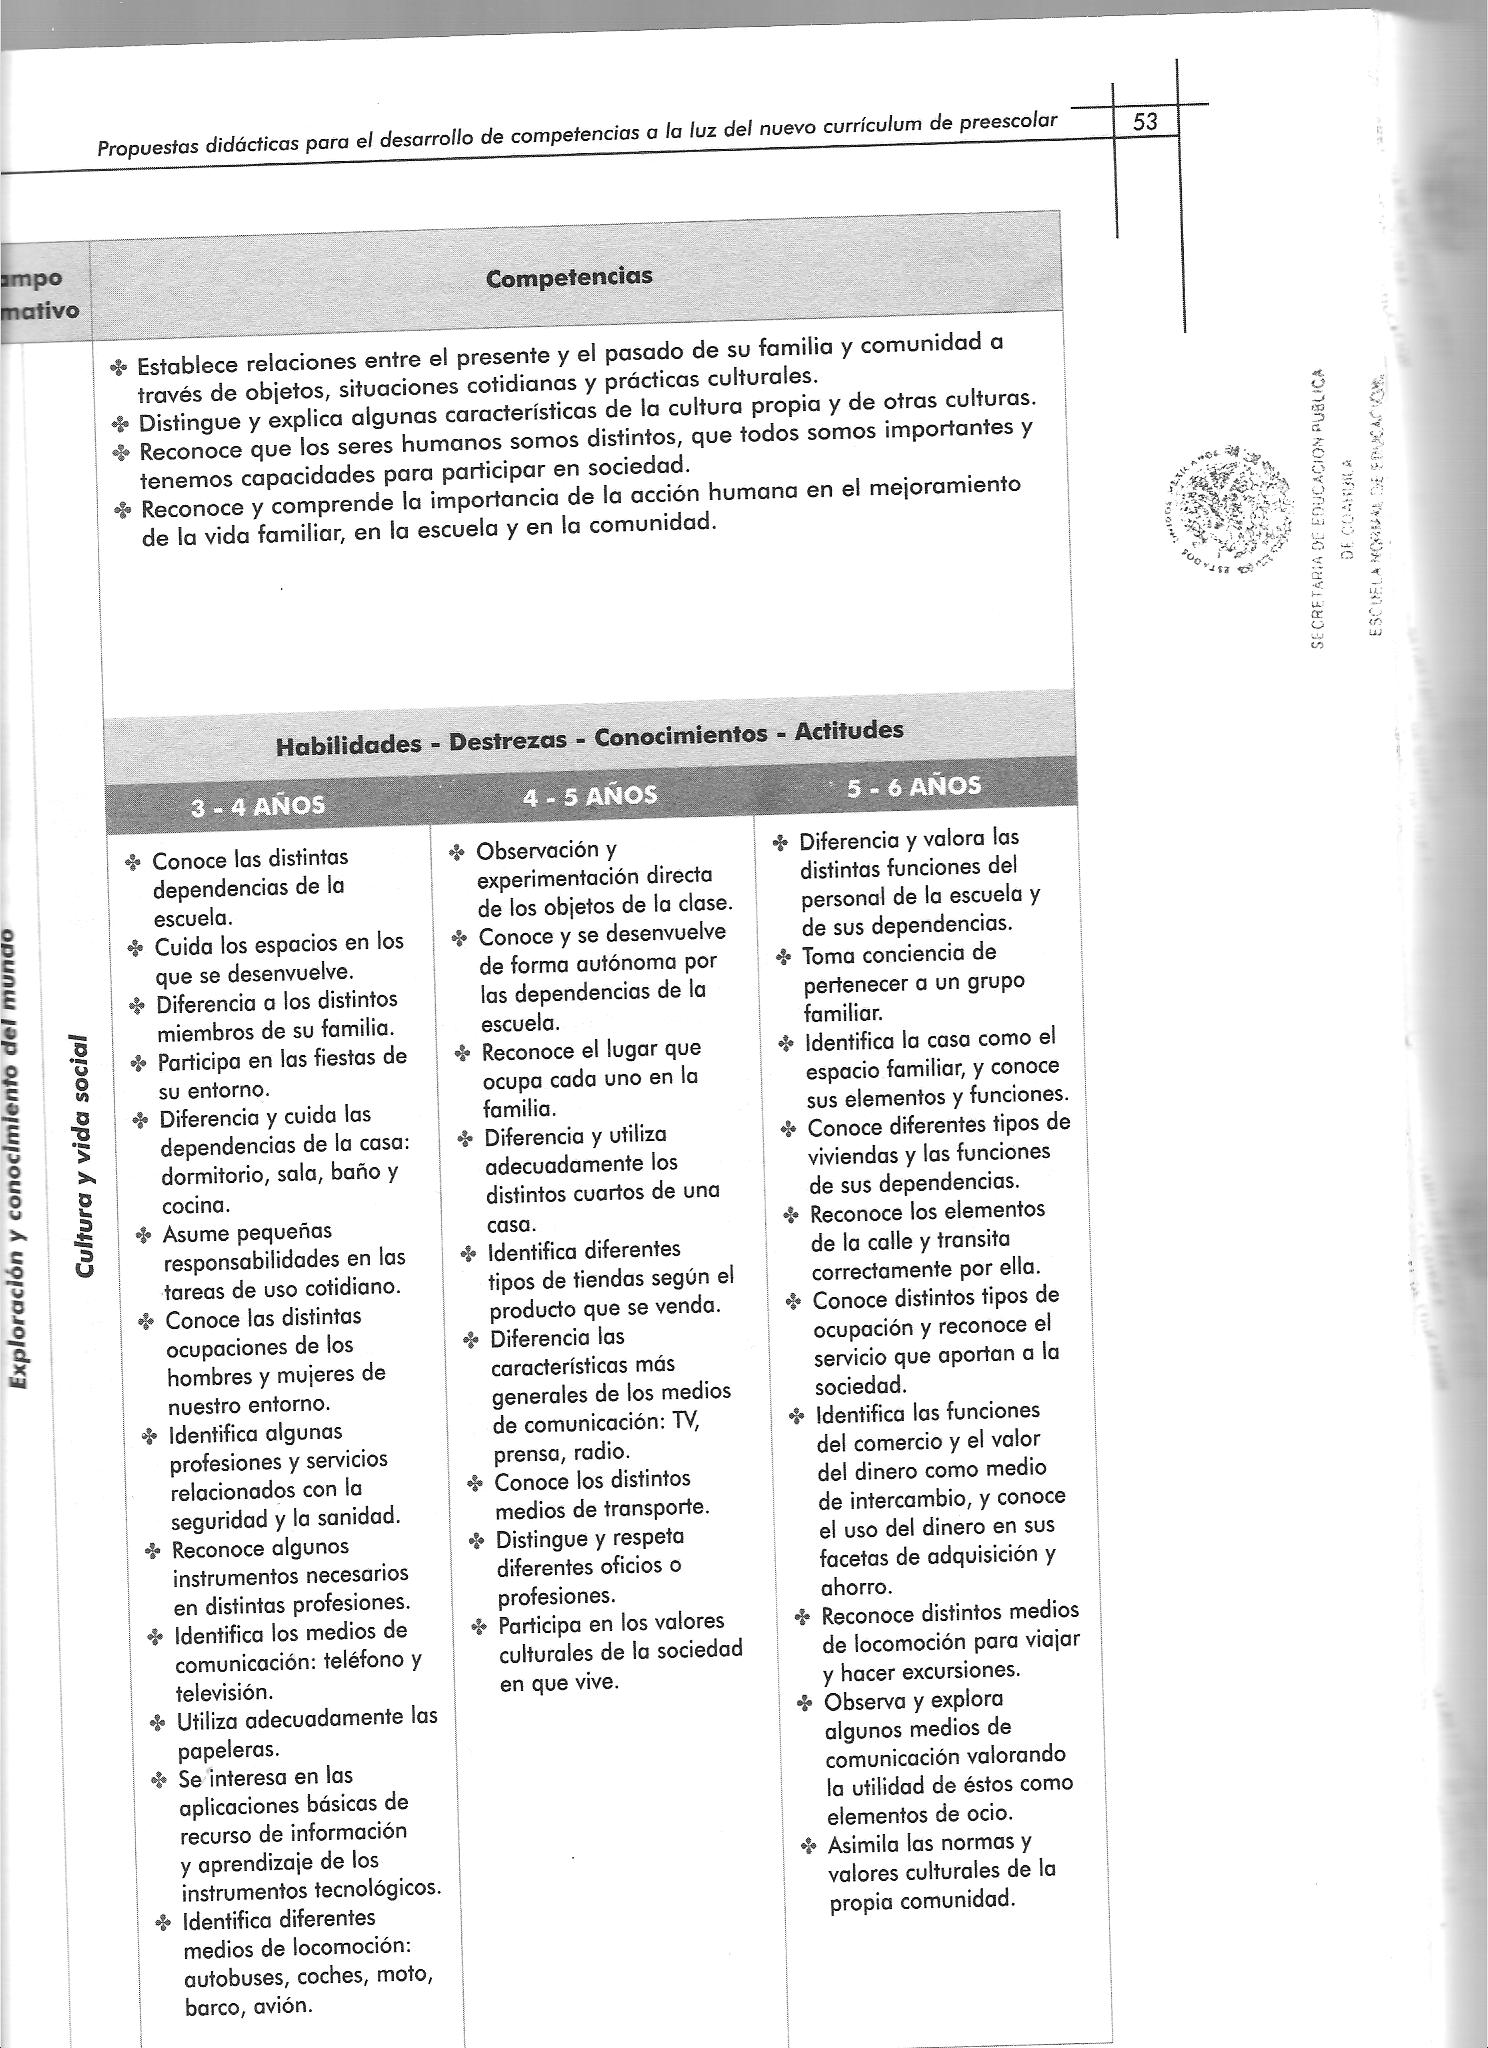 Propuestas didácticas para el desarrollo de competencias a la luz del nuevo currículum de preescolar
53
Competencias
✤ Establece relaciones entre el presente y el pasado de su familia y comunidad a
través de objetos, situaciones cotidianas y prácticas culturales.
✤ Distingue y explica algunas características de la cultura propia y de otras culturas.
✤ Reconoce que los seres humanos somos distintos, que todos somos importantes y
tenemos capacidades para participar en sociedad.
✤ Reconoce y comprende la importancia de la acción humana en el mejoramiento
de la vida familiar, en la escuela y en la comunidad.
Exploración y conocimiento del mundo
Cultura y vida social
Habilidades - Destrezas - Conocimientos - Actitudes
3 - 4 AÑOS
✤ Conoce las distintas
dependencias de la
escuela.
✤ Cuida los espacios en los
que se desenvuelve.
✤ Diferencia a los distintos
miembros de su familia.
✤ Participa en las fiestas de
su entorno.
✤ Diferencia y cuida las
dependencias de la casa:
dormitorio, sala, baño y
cocina.
✤ Asume pequeñas
responsabilidades en las
tareas de uso cotidiano.
✤ Conoce las distintas
ocupaciones de los
hombres y mujeres de
nuestro entorno.
✤ Identifica algunas
profesiones y servicios
relacionados con la
seguridad y la sanidad.
✤ Reconoce algunos
instrumentos necesarios
en distintas profesiones.
✤ Identifica los medios de
comunicación: teléfono y
televisión.
✤ Utiliza adecuadamente las
papeleras.
✤ Se interesa en las
aplicaciones básicas de
recurso de información
y aprendizaje de los
instrumentos tecnológicos.
✤ Identifica diferentes
medios de locomoción:
autobuses, coches, moto,
barco, avión.
4 - 5 AÑOS
✤ Observación y
experimentación directa
de los objetos de la clase.
✤ Conoce y se desenvuelve
de forma autónoma por
las dependencias de la
escuela.
✤ Reconoce el lugar que
ocupa cada uno en la
familia.
✤ Diferencia y utiliza
adecuadamente los
distintos cuartos de una
casa.
✤ Identifica diferentes
tipos de tiendas según el
producto que se venda.
✤ Diferencia las
características más
generales de los medios
de comunicación: TV,
prensa, radio.
✤ Conoce los distintos
medios de transporte.
✤ Distingue y respeta
diferentes oficios o
profesiones.
✤ Participa en los valores
culturales de la sociedad
en que vive.
5 - 6 AÑOS
✤ Diferencia y valora las
distintas funciones del
personal de la escuela y
de sus dependencias.
✤ Toma conciencia de
pertenecer a un grupo
familiar.
✤ Identifica la casa como el
espacio familiar, y conoce
sus elementos y funciones.
✤ Conoce diferentes tipos de
viviendas y las funciones
de sus dependencias.
✤ Reconoce los elementos
de la calle y transita
correctamente por ella.
✤ Conoce distintos tipos de
ocupación y reconoce el
servicio que aportan a la
sociedad.
✤ Identifica las funciones
del comercio y el valor
del dinero como medio
de intercambio, y conoce
el uso del dinero en sus
facetas de adquisición y
ahorro.
✤ Reconoce distintos medios
de locomoción para viajar
y hacer excursiones.
✤ Observa y explora
algunos medios de
comunicación valorando
la utilidad de éstos como
elementos de ocio.
✤ Asimila las normas y
valores culturales de la
propia comunidad.
SECRETARIA DE EDUCACION PUBLICA
DE COAHUILA
ESCUELA NORMAL DE EDUCACION